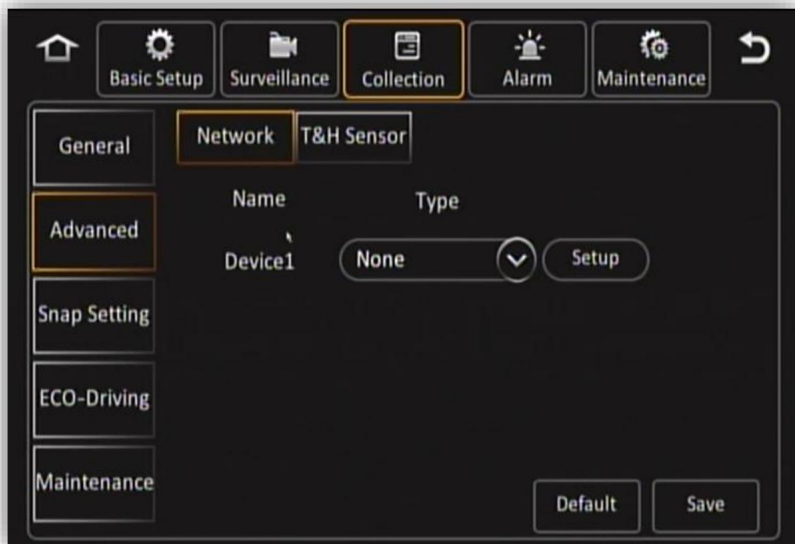 Basic Setup
Surveillance
Collection
Alarm
Maintenance
General
Advanced
Snap Setting
ECO-Driving
Maintenance
Network
T&H Sensor
Name
Type
Device1
None
Setup
Default
Save